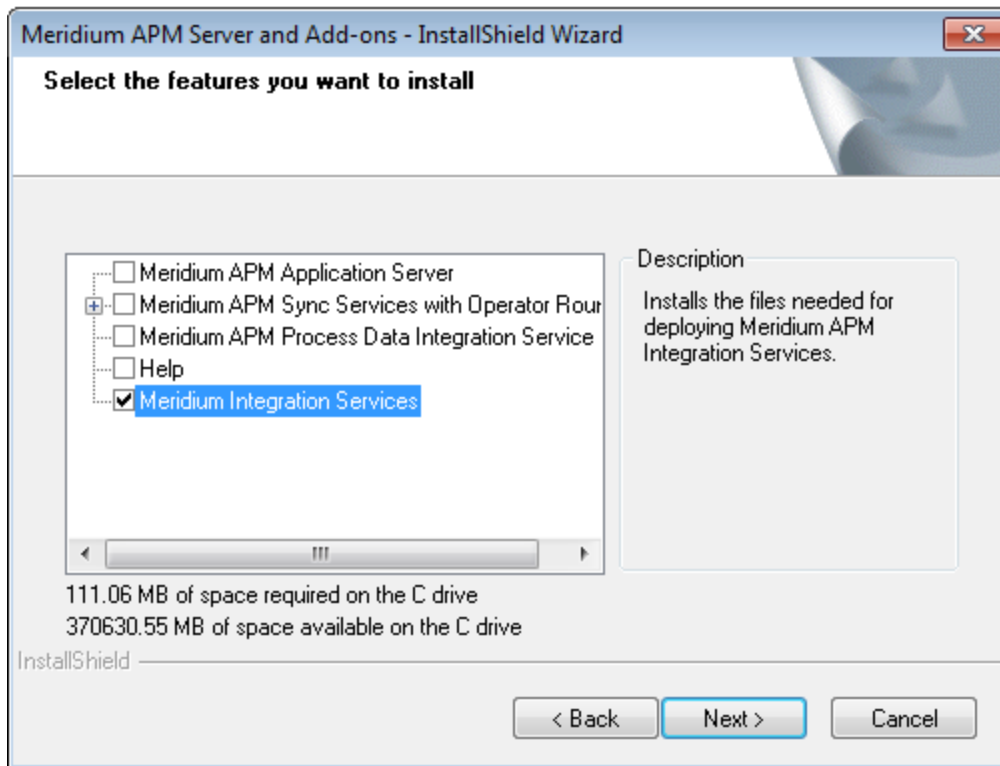 Meridium APM Server and Add-ons - InstallShield Wizard
Select the features you want to install
Meridium APM Application Server
Meridium APM Sync Services with Operator Rour
Meridium APM Process Data Integration Service
Help
Meridium Integration Services
Description
Installs the files needed for
deploying Meridium APM
Integration Services.
111.06 MB of space required on the C drive
370630.55 MB of space available on the C drive
InstallShield
< Back
Next >
Cancel